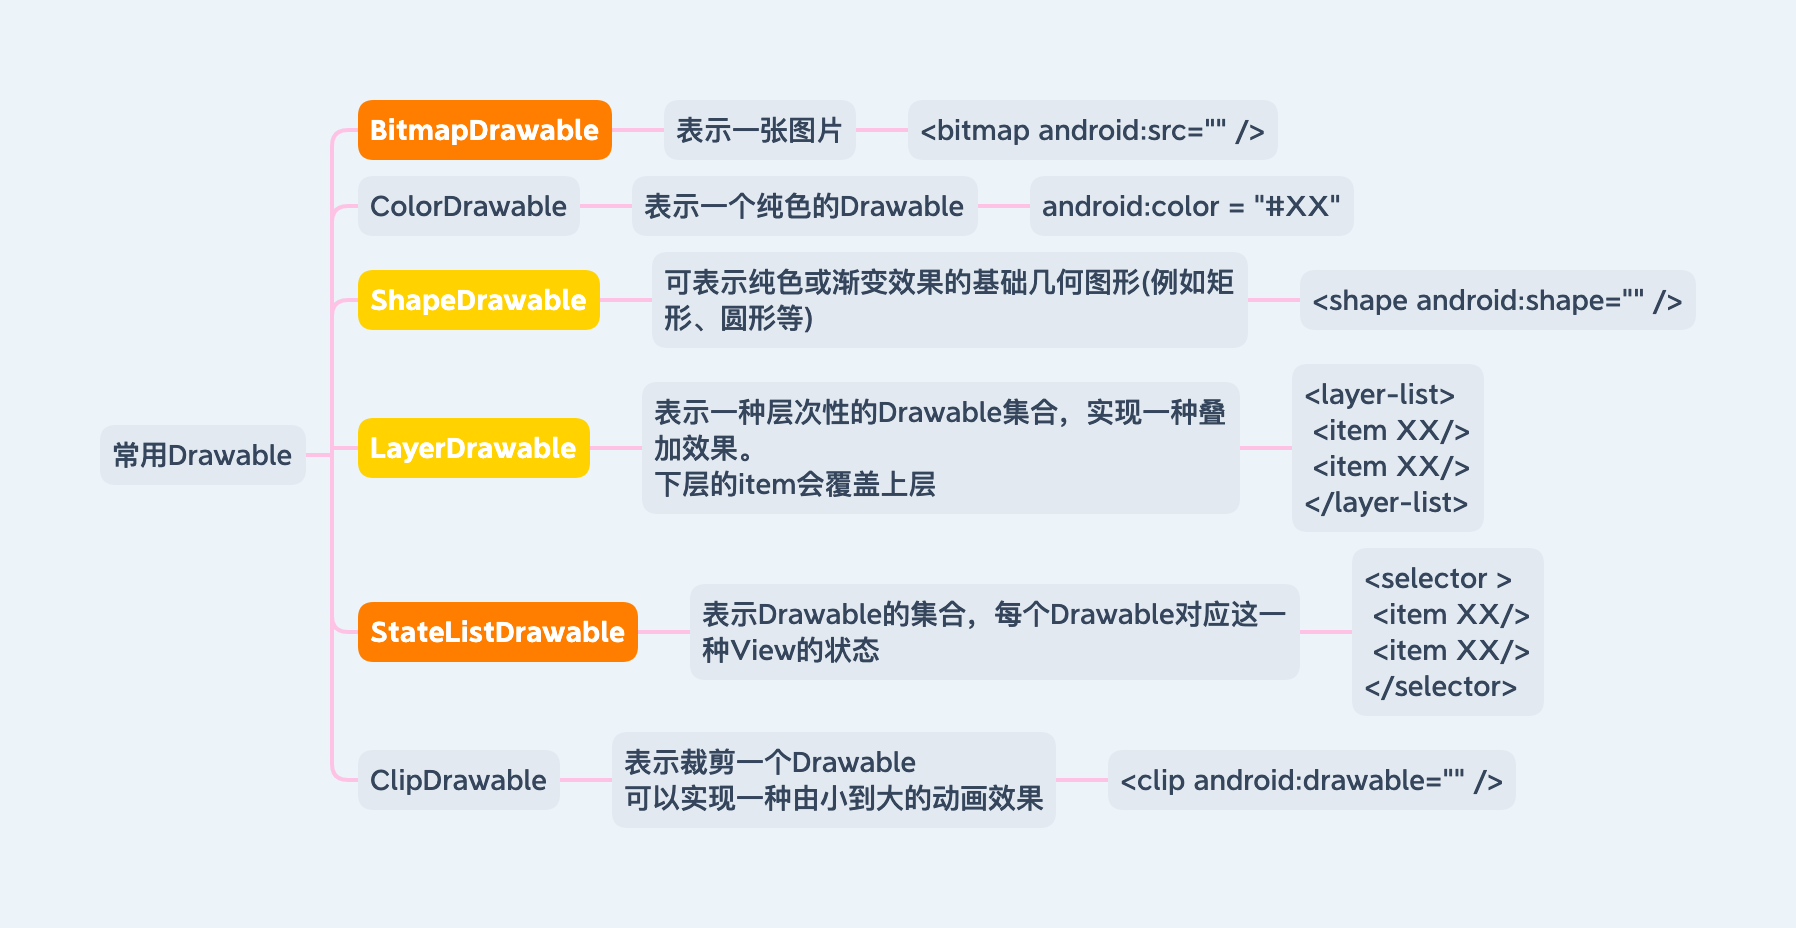 常用Drawable
BitmapDrawable
表示一张图片
<bitmap android:src="" />
ColorDrawable
表示一个纯色的Drawable
android:color = "#XX"
ShapeDrawable
可表示纯色或渐变效果的基础几何图形(例如矩
形、圆形等)
<shape android:shape="" />
LayerDrawable
表示一种层次性的Drawable集合，实现一种叠
加效果。
下层的item会覆盖上层
<layer-list>
 <item XX/>
 <item XX/>
</layer-list>
StateListDrawable
表示Drawable的集合，每个Drawable对应这一
种View的状态
<selector >
 <item XX/>
 <item XX/>
</selector>
ClipDrawable
表示裁剪一个Drawable
可以实现一种由小到大的动画效果
<clip android:drawable="" />